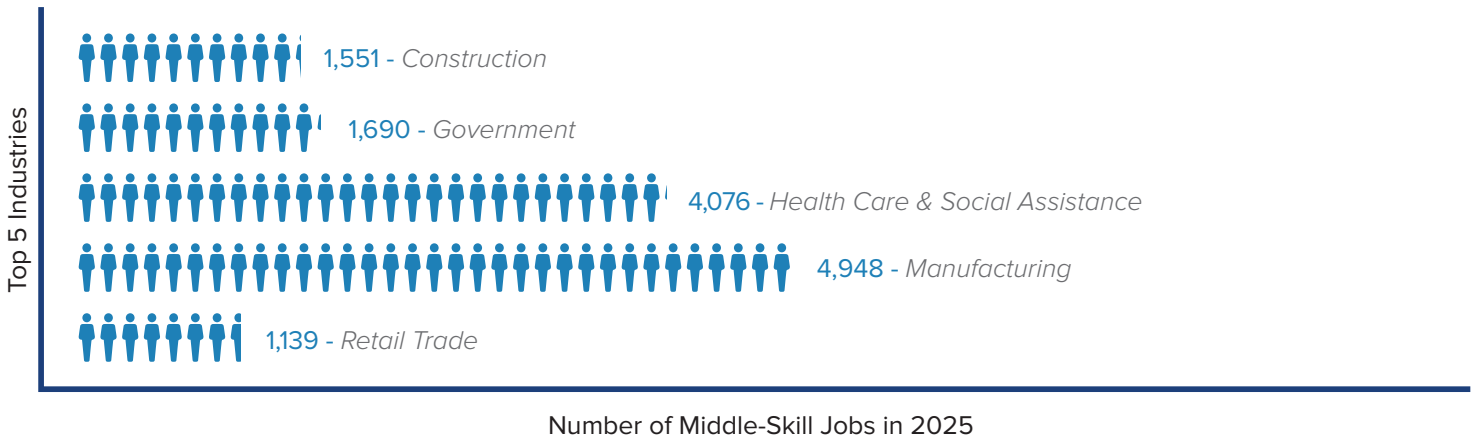 Top 5 Industries
1,551 - Construction
1,690 - Government
4,076 - Health Care & Social Assistance
4,948 - Manufacturing
1,139 - Retail Trade
Number of Middle-Skill Jobs in 2025